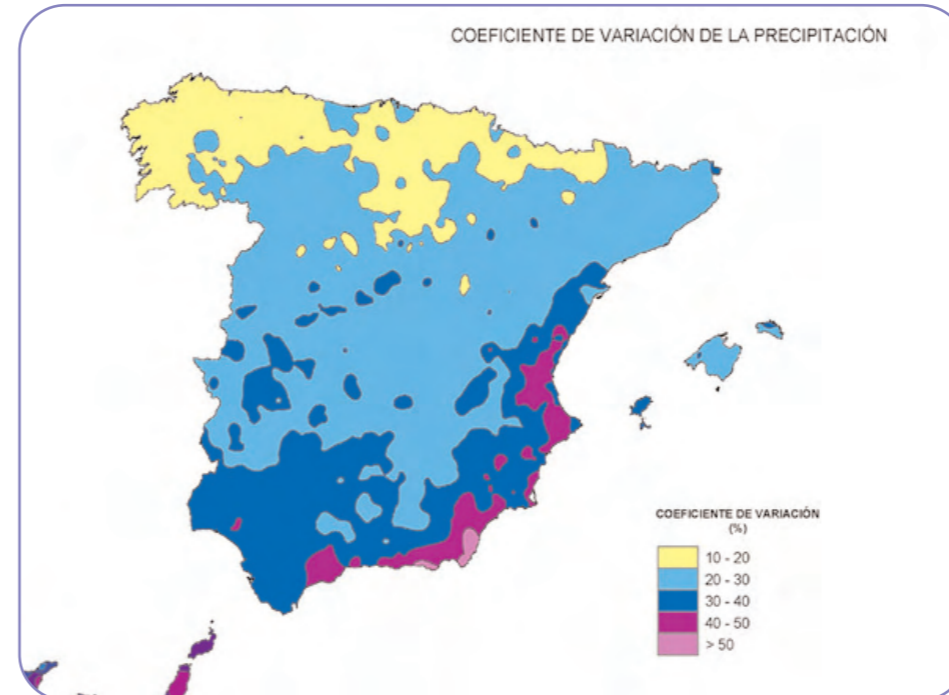 COEFICIENTE DE VARIACIÓN DE LA PRECIPITACIÓN
COEFICIENTE DE VARIACIÓN
(%)
10 - 20
20 - 30
30 - 40
40 - 50
> 50